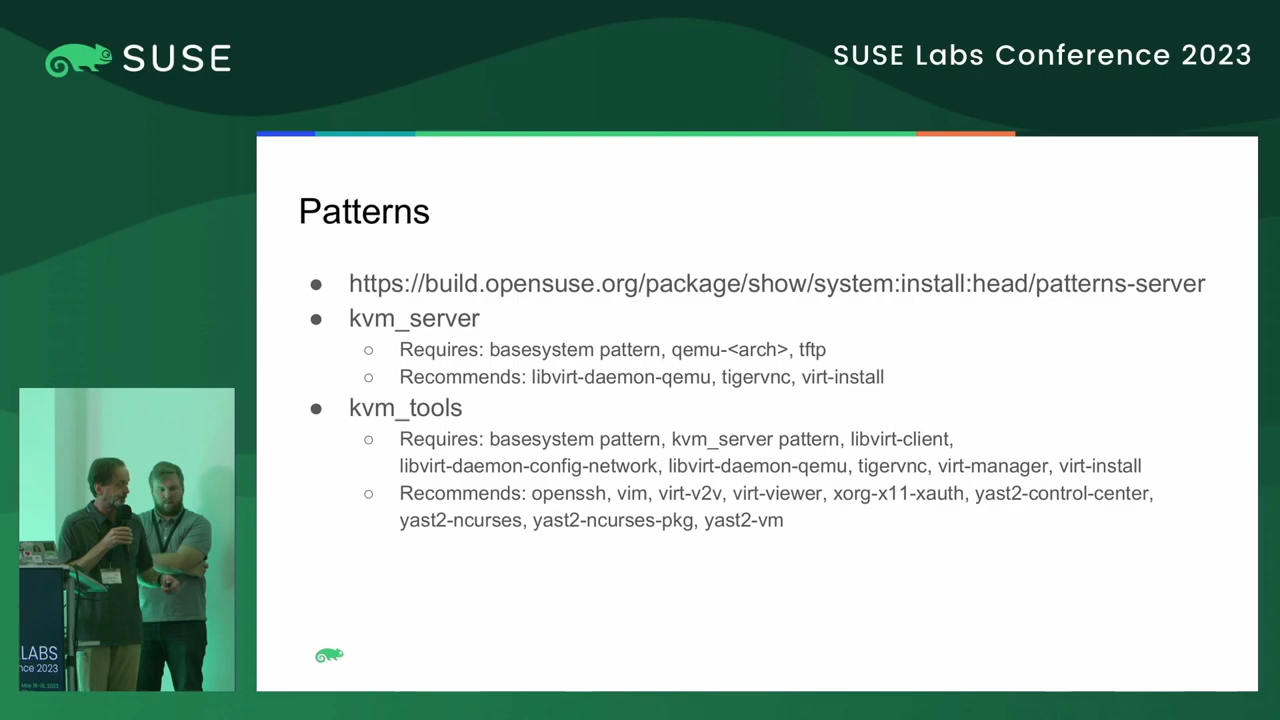 SUSE
SUSE Labs Conference 2023
Patterns
● https://build.opensuse.org/package/show/system:install:head/patterns-server
● kvm_server
○ Requires: basesystem pattern, qemu-<arch>, tftp
○ Recommends: libvirt-daemon-qemu, tigervnc, virt-install
● kvm_tools
○ Requires: basesystem pattern, kvm_server pattern, libvirt-client,
libvirt-daemon-config-network, libvirt-daemon-qemu, tigervnc, virt-manager, virt-install
○ Recommends: openssh, vim, virt-v2v, virt-viewer, xorg-x11-xauth, yast2-control-center,
yast2-ncurses, yast2-ncurses-pkg, yast2-vm
LABS
nce 2023